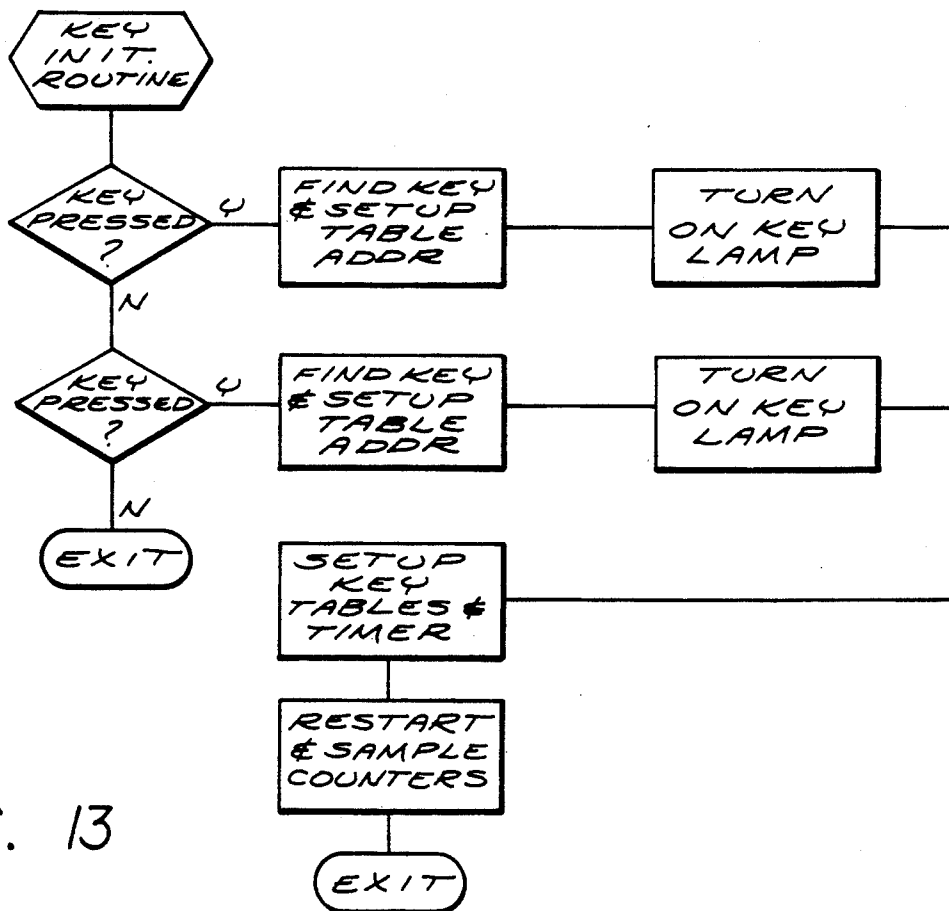 KEY
INIT.
ROUTINE
KEY
PRESSED
?
Y
FIND KEY
& SETUP
TABLE
ADDR
TURN
ON KEY
LAMP
N
KEY
PRESSED
?
Y
FIND KEY
& SETUP
TABLE
ADDR
TURN
ON KEY
LAMP
N
EXIT
SETUP
KEY
TABLES &
TIMER
RESTART
& SAMPLE
COUNTERS
EXIT
. 13